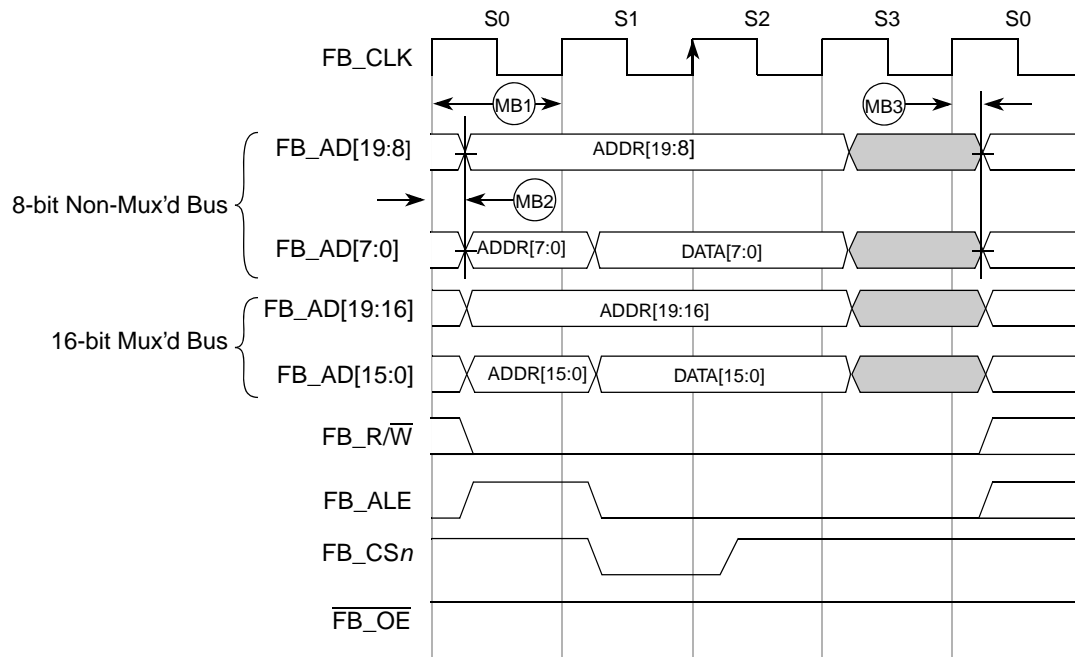 S0 S1 S2 S3 S0
FB_CLK
MB1 MB3
FB_AD[19:8] ADDR[19:8]
8-bit Non-Mux’d Bus
MB2
FB_AD[7:0] ADDR[7:0] DATA[7:0]
FB_AD[19:16] ADDR[19:16]
16-bit Mux’d Bus
FB_AD[15:0] ADDR[15:0] DATA[15:0]
FB_R/W̅
FB_ALE
FB_CSn
F̅B̅_̅O̅E̅